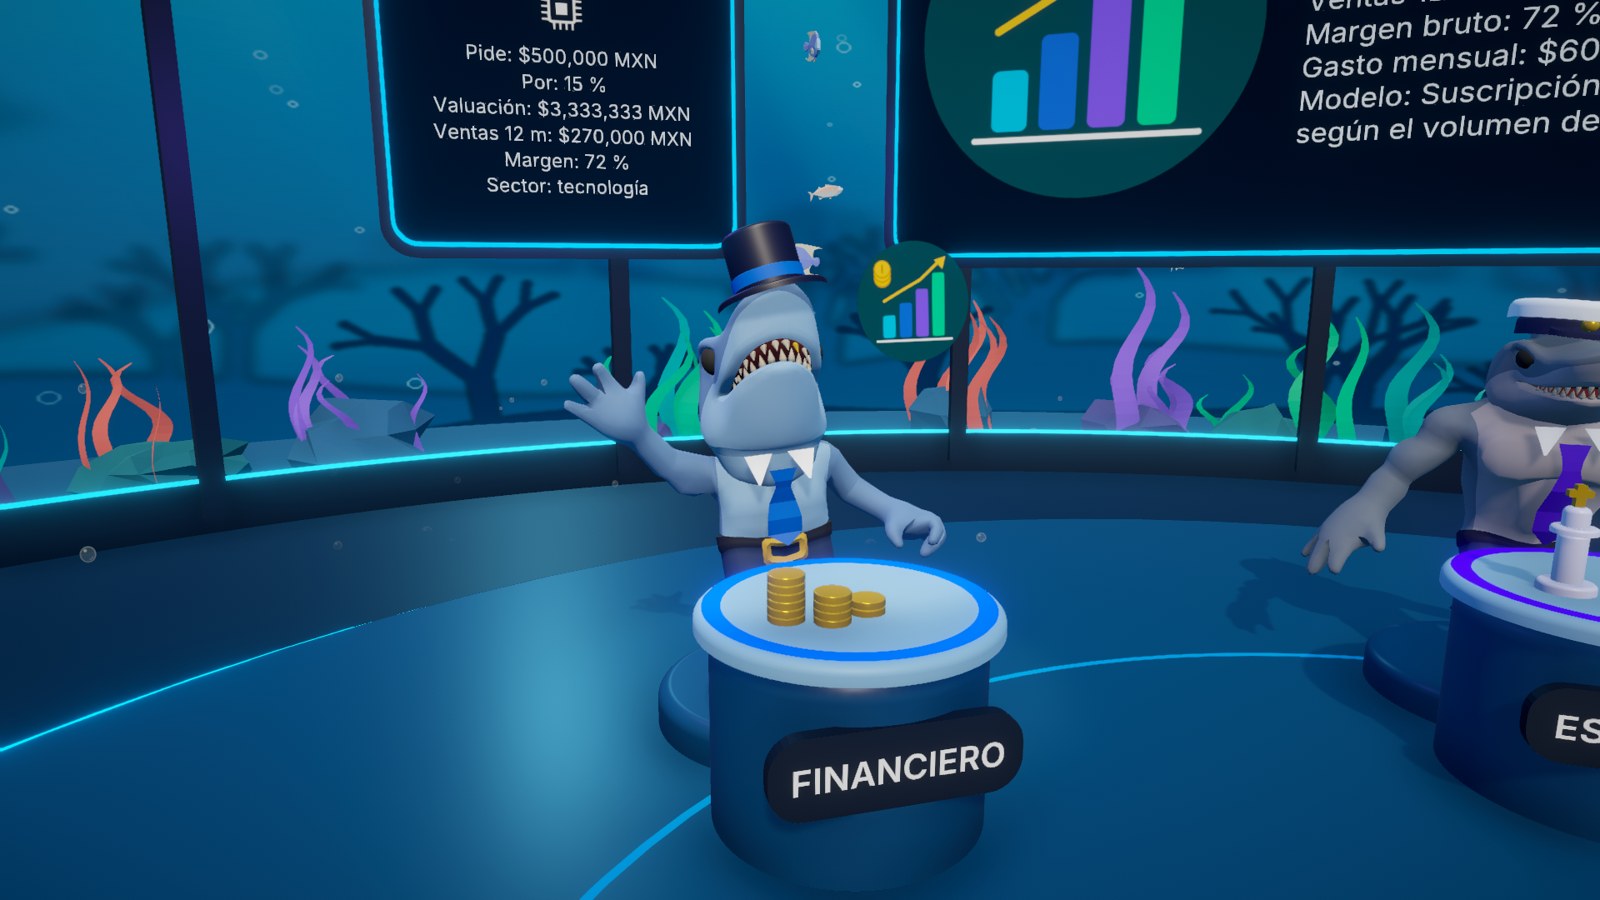 Pide: $500,000 MXN
Por: 15 %
Valuación: $3,333,333 MXN
Ventas 12 m: $270,000 MXN
Margen: 72 %
Sector: tecnología
Ventas
Margen bruto: 72 %
Gasto mensual: $60
Modelo: Suscripción
según el volumen de
FINANCIERO
ES